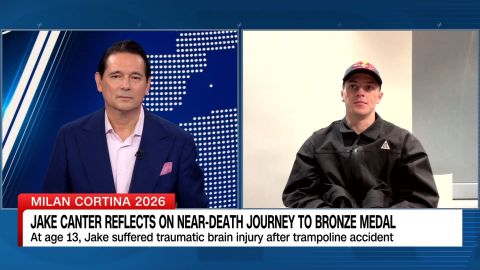 MILAN CORTINA 2026
JAKE CANTER REFLECTS ON NEAR-DEATH JOURNEY TO BRONZE MEDAL
At age 13, Jake suffered traumatic brain injury after trampoline accident